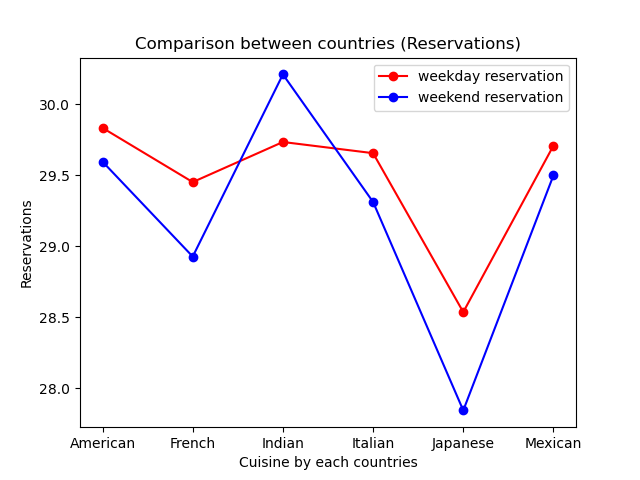 Comparison between countries (Reservations)
weekday reservation
weekend reservation
Reservations
30.0
29.5
29.0
28.5
28.0
American French Indian Italian Japanese Mexican
Cuisine by each countries